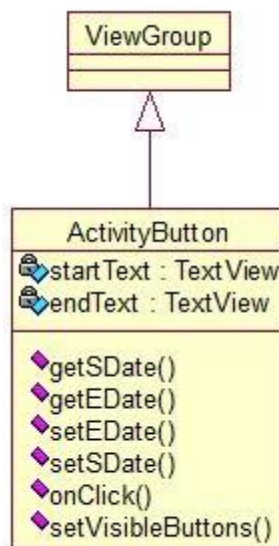 ViewGroup
ActivityButton
startText : TextView
endText : TextView
getSDate()
getEDate()
setEDate()
setSDate()
onClick()
setVisibleButtons()